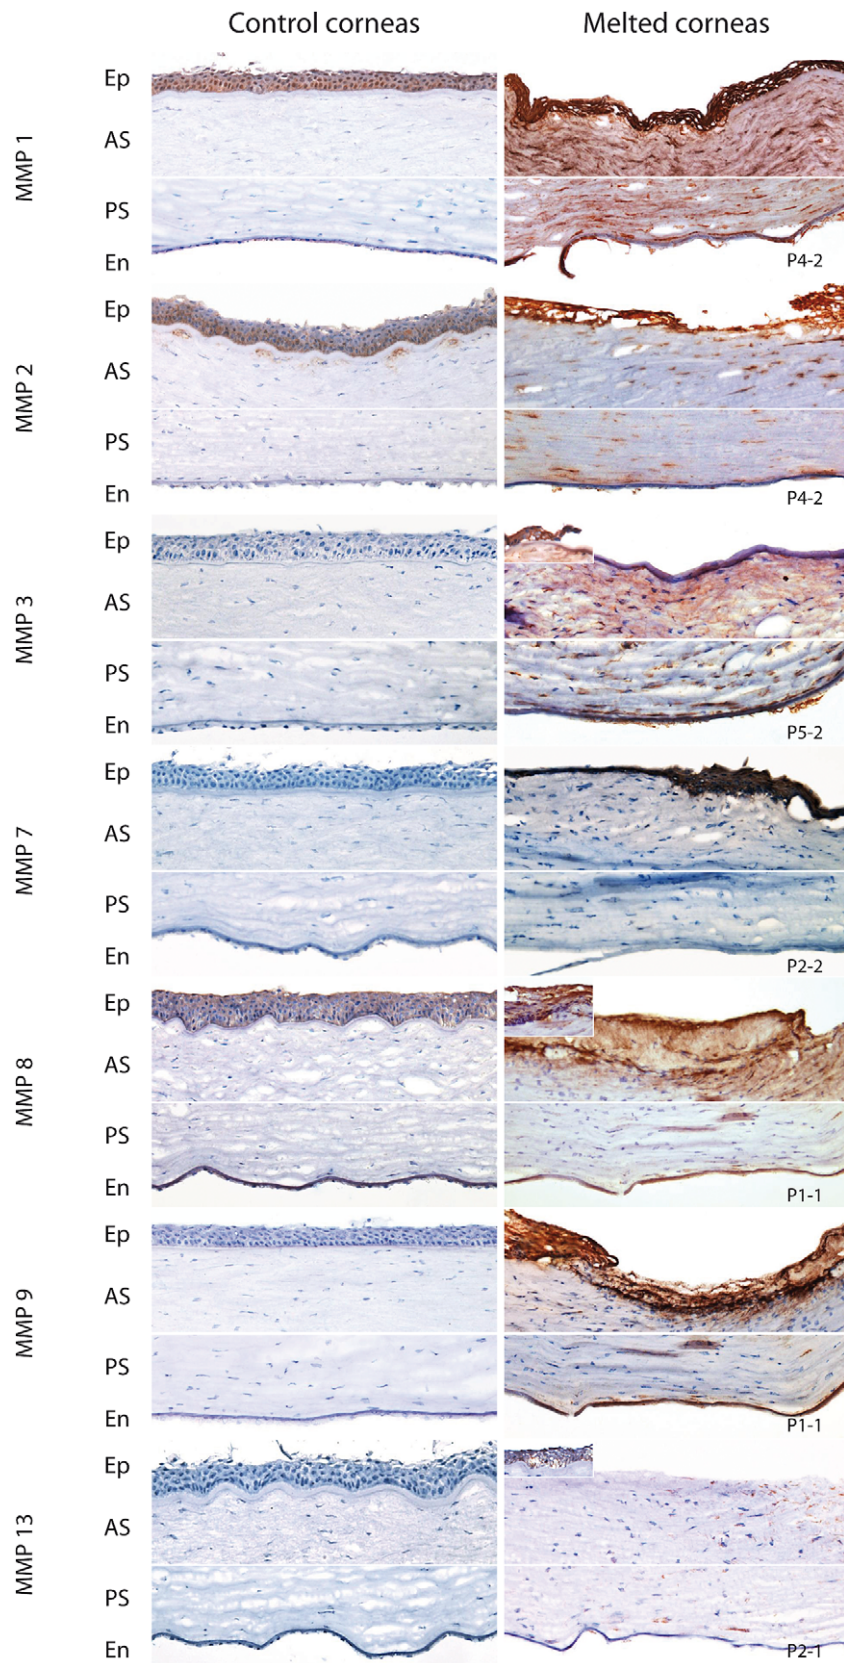 Control corneas Melted corneas
MMP 1
Ep
AS
PS
En
P4-2
MMP 2
Ep
AS
PS
En
P4-2
MMP 3
Ep
AS
PS
En
P5-2
MMP 7
Ep
AS
PS
En
P2-2
MMP 8
Ep
AS
PS
En
P1-1
MMP 9
Ep
AS
PS
En
P1-1
MMP 13
Ep
AS
PS
En
P2-1